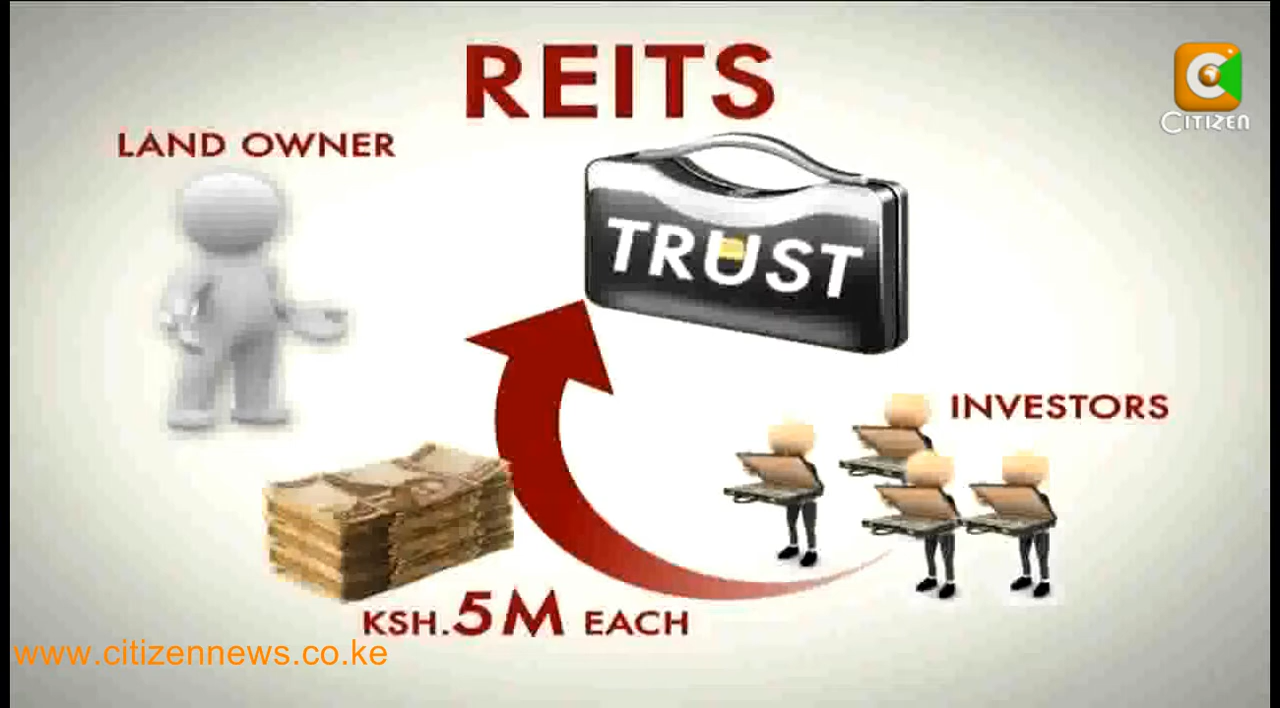 REITS
CITIZEN
LAND OWNER
TRUST
INVESTORS
KSH.5M EACH
www.citizennews.co.ke